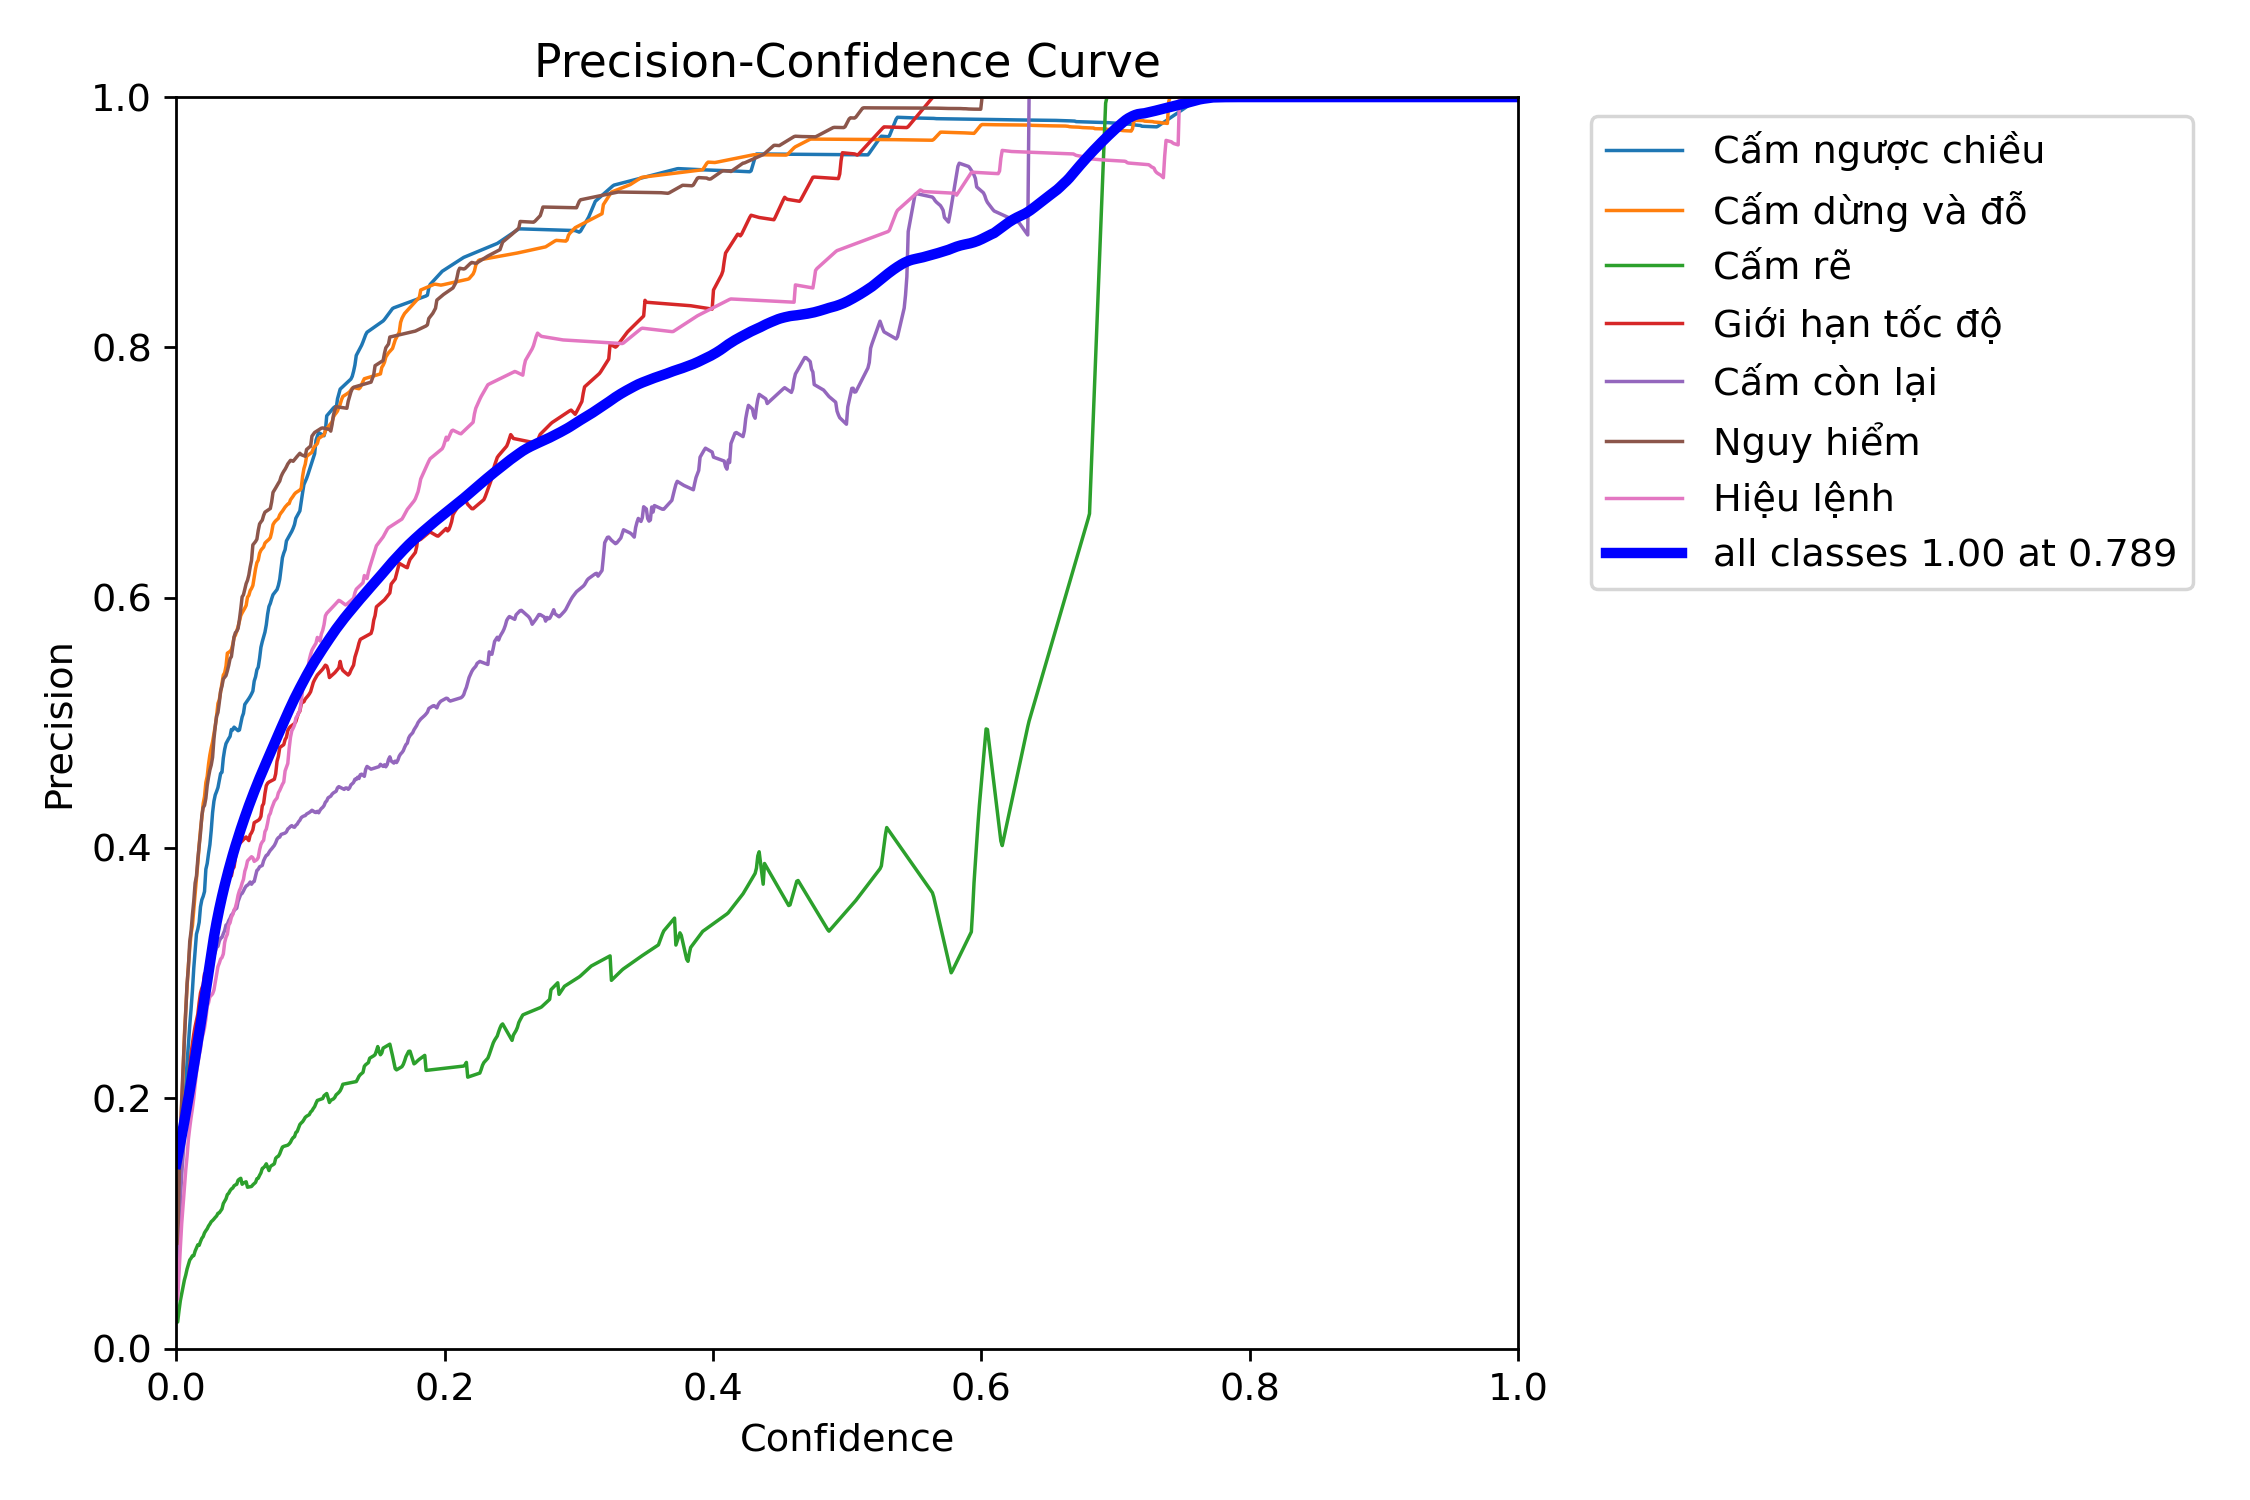 Precision-Confidence Curve
1.0
0.8
0.6
0.4
0.2
0.0
Precision
0.0 0.2 0.4 0.6 0.8 1.0
Confidence
Cấm ngược chiều
Cấm dừng và đỗ
Cấm rẽ
Giới hạn tốc độ
Cấm còn lại
Nguy hiểm
Hiệu lệnh
all classes 1.00 at 0.789